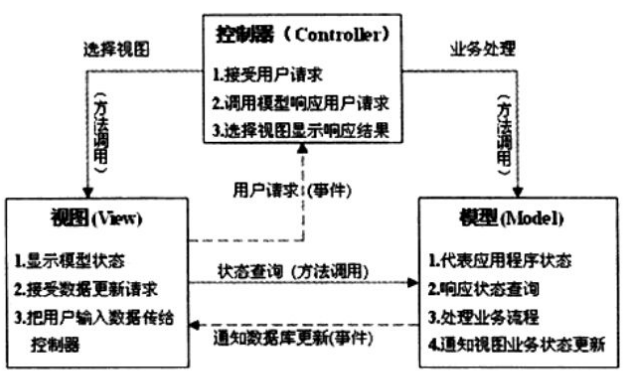 控制器（Controller）
选择视图
业务处理
1.接受用户请求
2.调用模型响应用户请求
3.选择视图显示响应结果
(方法调用)
(方法调用)
用户请求 (事件)
视图(View)
1.显示模型状态
2.接受数据更新请求
3.把用户输入数据传给
控制器
状态查询 (方法调用)
通知数据库更新(事件)
模型(Model)
1.代表应用程序状态
2.响应状态查询
3.处理业务流程
4.通知视图业务状态更新